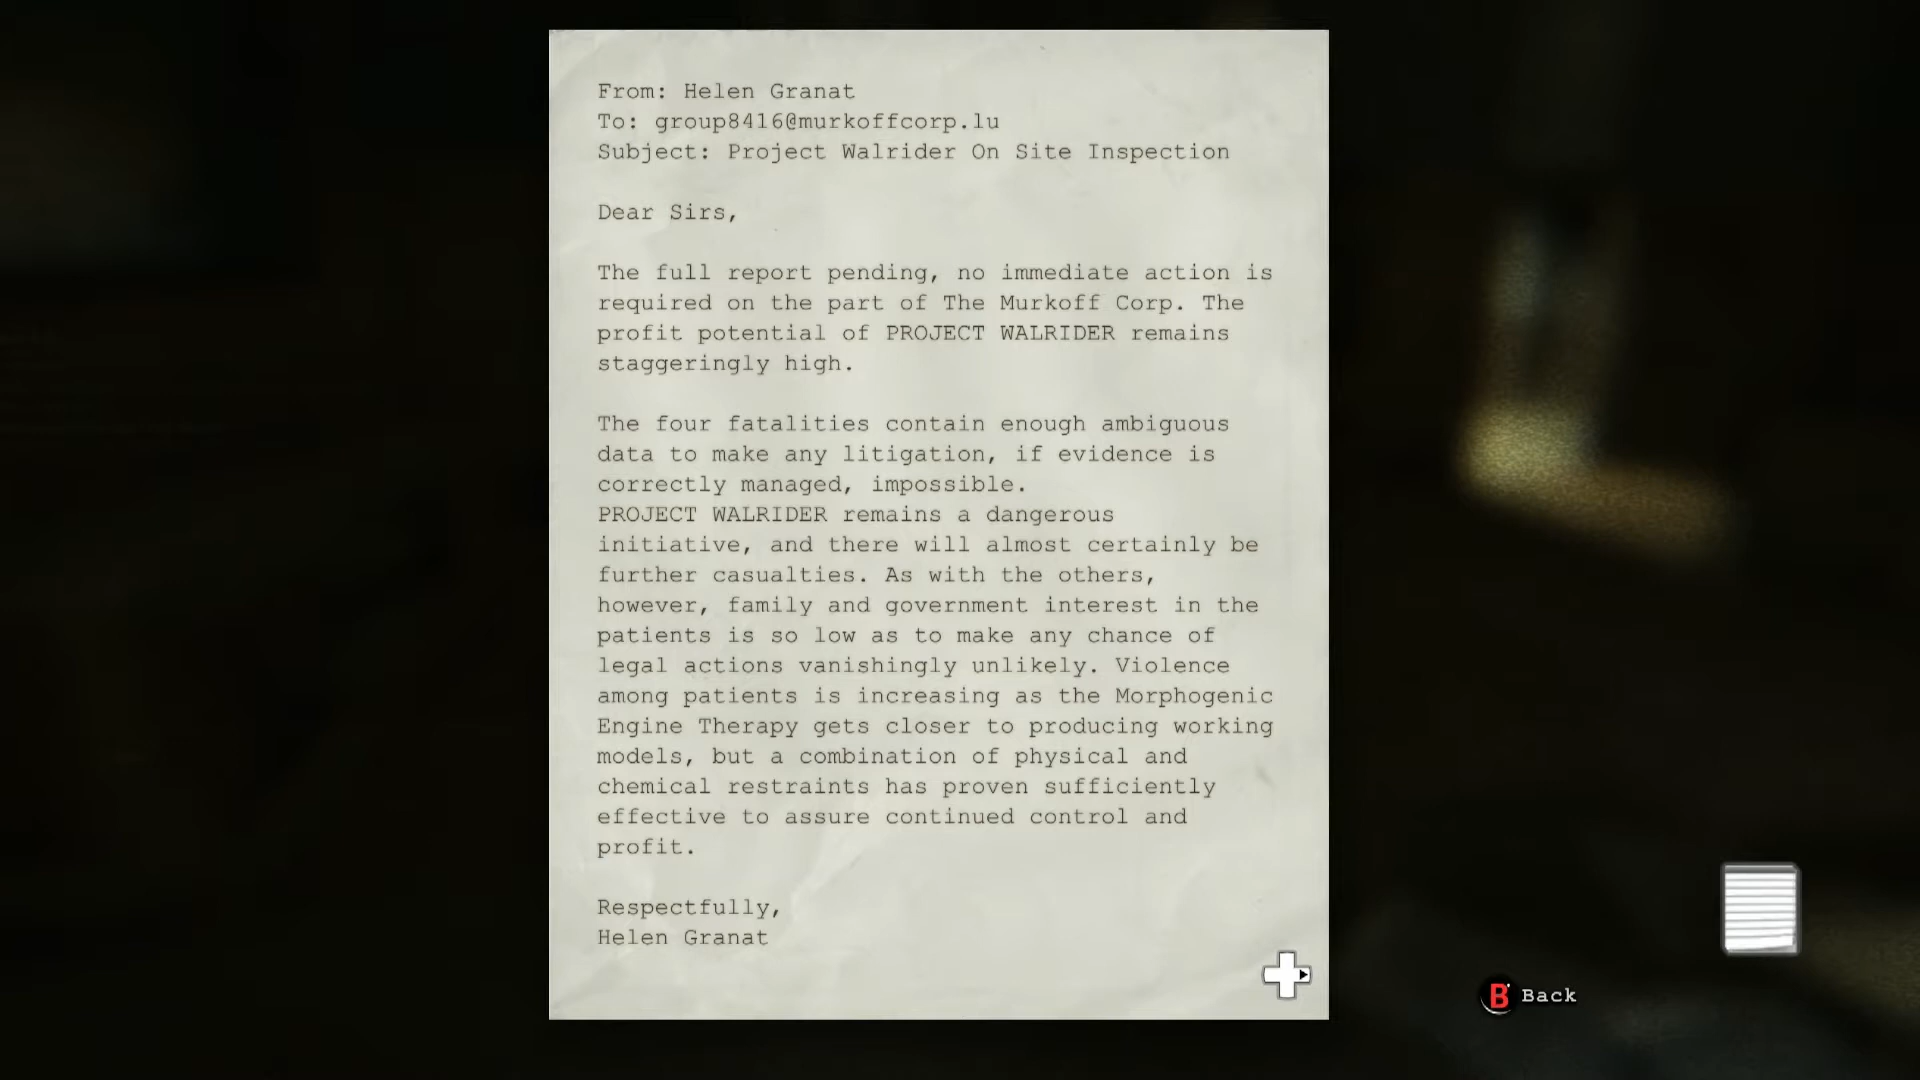 From: Helen Granat
To: group8416@murkoffcorp.lu
Subject: Project Walrider On Site Inspection
Dear Sirs,
The full report pending, no immediate action is
required on the part of The Murkoff Corp. The
profit potential of PROJECT WALRIDER remains
staggeringly high.
The four fatalities contain enough ambiguous
data to make any litigation, if evidence is
correctly managed, impossible.
PROJECT WALRIDER remains a dangerous
initiative, and there will almost certainly be
further casualties. As with the others,
however, family and government interest in the
patients is so low as to make any chance of
legal actions vanishingly unlikely. Violence
among patients is increasing as the Morphogenic
Engine Therapy gets closer to producing working
models, but a combination of physical and
chemical restraints has proven sufficiently
effective to assure continued control and
profit.
Respectfully,
Helen Granat
B Back